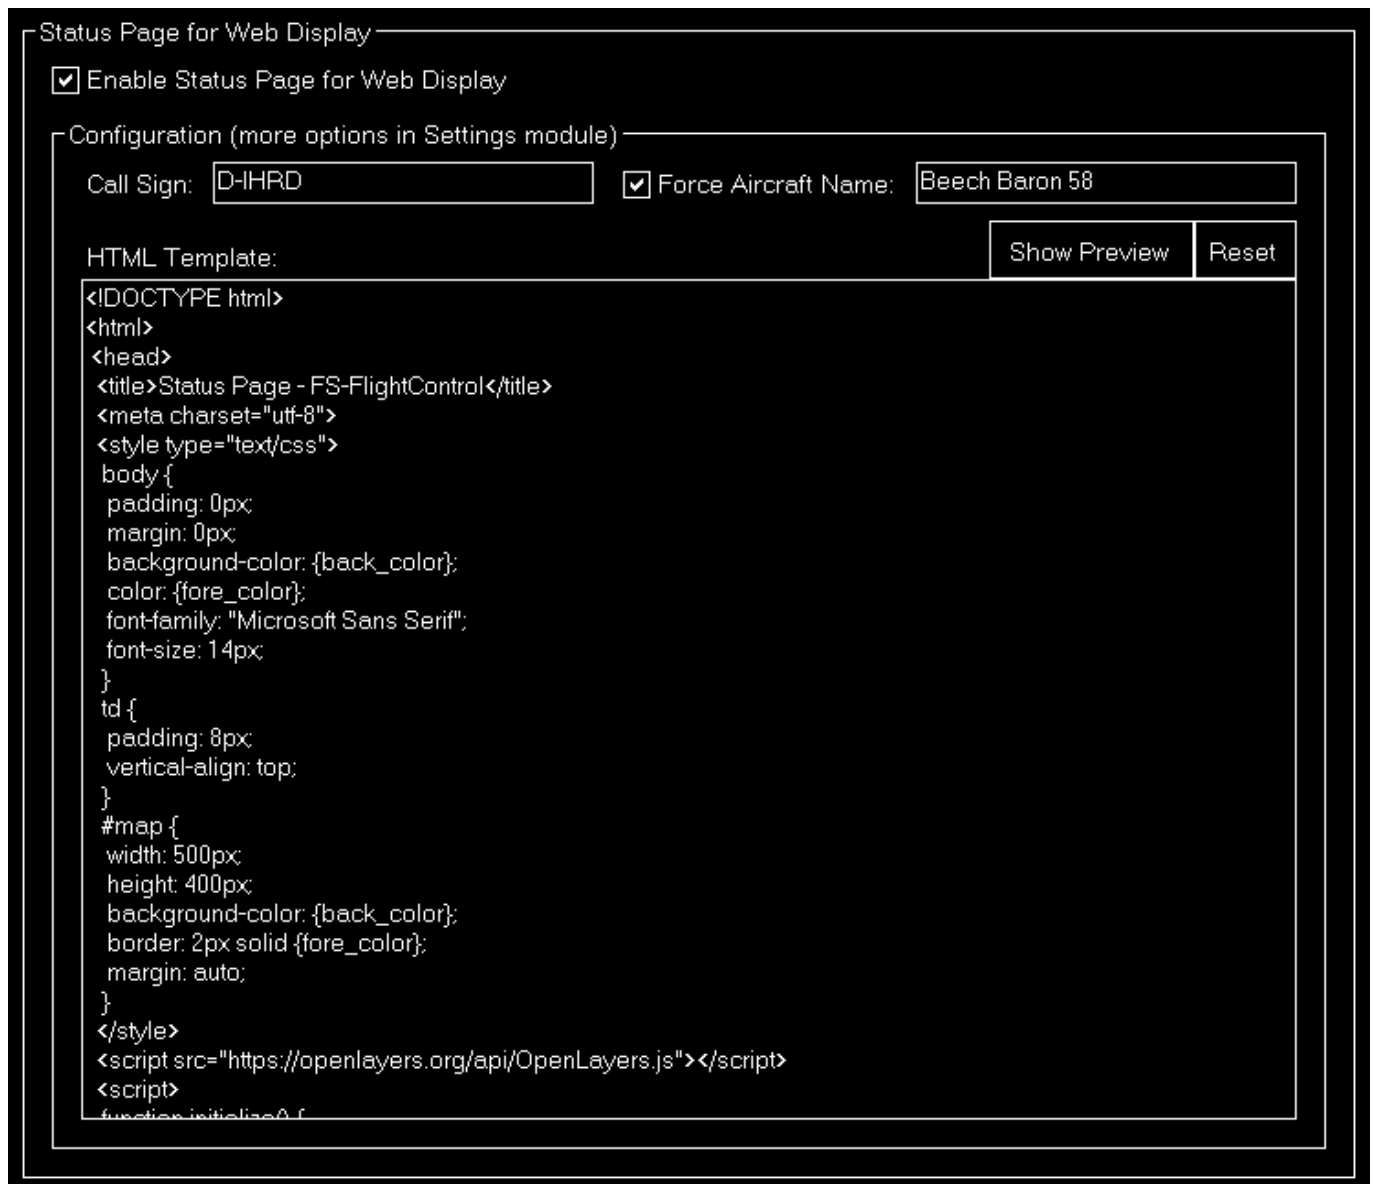 Status Page for Web Display
Enable Status Page for Web Display
Configuration (more options in Settings module)
Call Sign: D-IHRD Force Aircraft Name: Beech Baron 58
HTML Template: Show Preview Reset
<!DOCTYPE html>
<html>
<head>
<title>Status Page - FS-FlightControl</title>
<meta charset="utf-8">
<style type="text/css">
body {
padding: 0px;
margin: 0px;
background-color: {back_color};
color: {fore_color};
font-family: "Microsoft Sans Serif";
font-size: 14px;
}
td {
padding: 8px;
vertical-align: top;
}
#map {
width: 500px;
height: 400px;
background-color: {back_color};
border: 2px solid {fore_color};
margin: auto;
}
</style>
<script src="https://openlayers.org/api/OpenLayers.js"></script>
<script>
function initialize() {